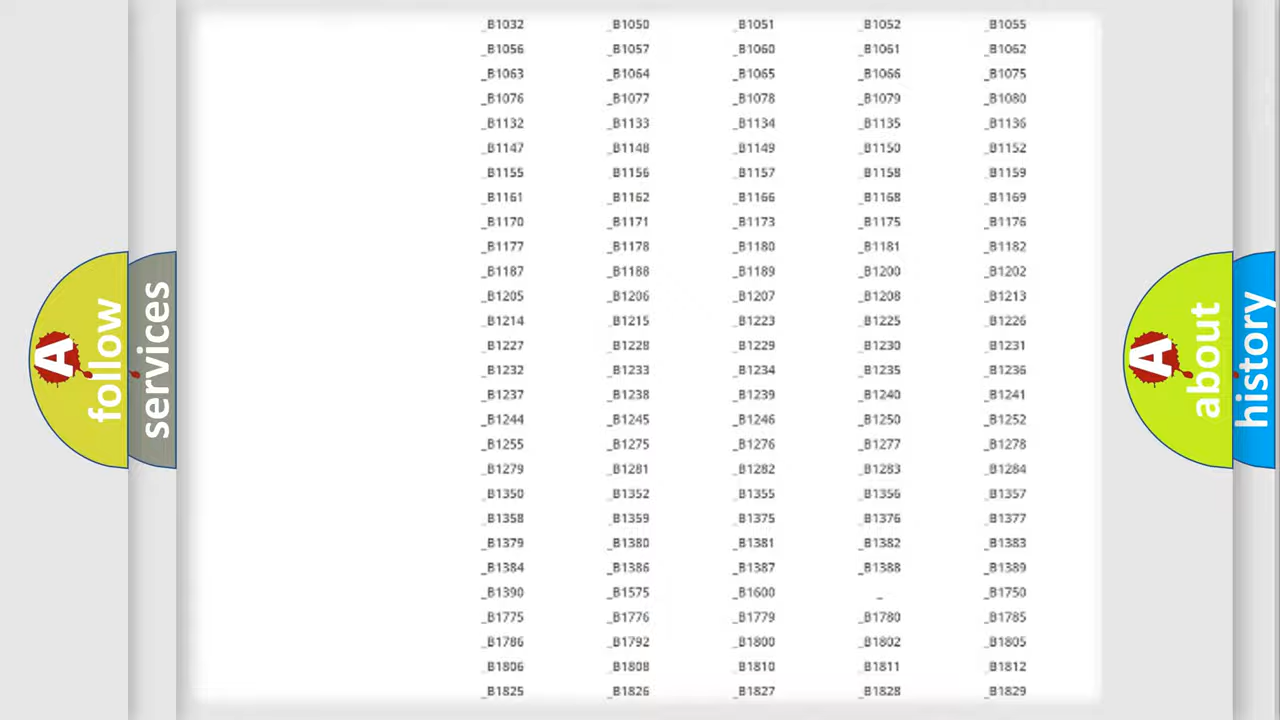 _B1032 _B1050 _B1051 _B1052 _B1055
_B1056 _B1057 _B1060 _B1061 _B1062
_B1063 _B1064 _B1065 _B1066 _B1075
_B1076 _B1077 _B1078 _B1079 _B1080
_B1132 _B1133 _B1134 _B1135 _B1136
_B1147 _B1148 _B1149 _B1150 _B1152
_B1155 _B1156 _B1157 _B1158 _B1159
_B1161 _B1162 _B1166 _B1168 _B1169
_B1170 _B1171 _B1173 _B1175 _B1176
_B1177 _B1178 _B1180 _B1181 _B1182
_B1187 _B1188 _B1189 _B1200 _B1202
_B1205 _B1206 _B1207 _B1208 _B1213
_B1214 _B1215 _B1223 _B1225 _B1226
_B1227 _B1228 _B1229 _B1230 _B1231
_B1232 _B1233 _B1234 _B1235 _B1236
_B1237 _B1238 _B1239 _B1240 _B1241
_B1244 _B1245 _B1246 _B1250 _B1252
_B1255 _B1275 _B1276 _B1277 _B1278
_B1279 _B1281 _B1282 _B1283 _B1284
_B1350 _B1352 _B1355 _B1356 _B1357
_B1358 _B1359 _B1375 _B1376 _B1377
_B1379 _B1380 _B1381 _B1382 _B1383
_B1384 _B1386 _B1387 _B1388 _B1389
_B1390 _B1575 _B1600 _ _B1750
_B1775 _B1776 _B1779 _B1780 _B1785
_B1786 _B1792 _B1800 _B1802 _B1805
_B1806 _B1808 _B1810 _B1811 _B1812
_B1825 _B1826 _B1827 _B1828 _B1829
A
follow
services
A
about
history